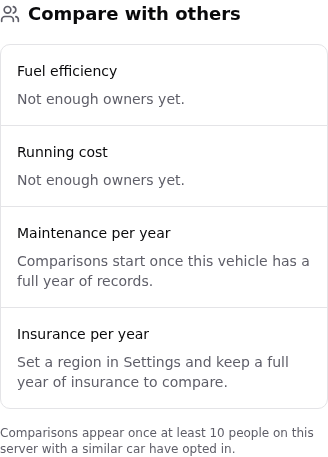 Compare with others
Fuel efficiency
Not enough owners yet.
Running cost
Not enough owners yet.
Maintenance per year
Comparisons start once this vehicle has a
full year of records.
Insurance per year
Set a region in Settings and keep a full
year of insurance to compare.
Comparisons appear once at least 10 people on this
server with a similar car have opted in.